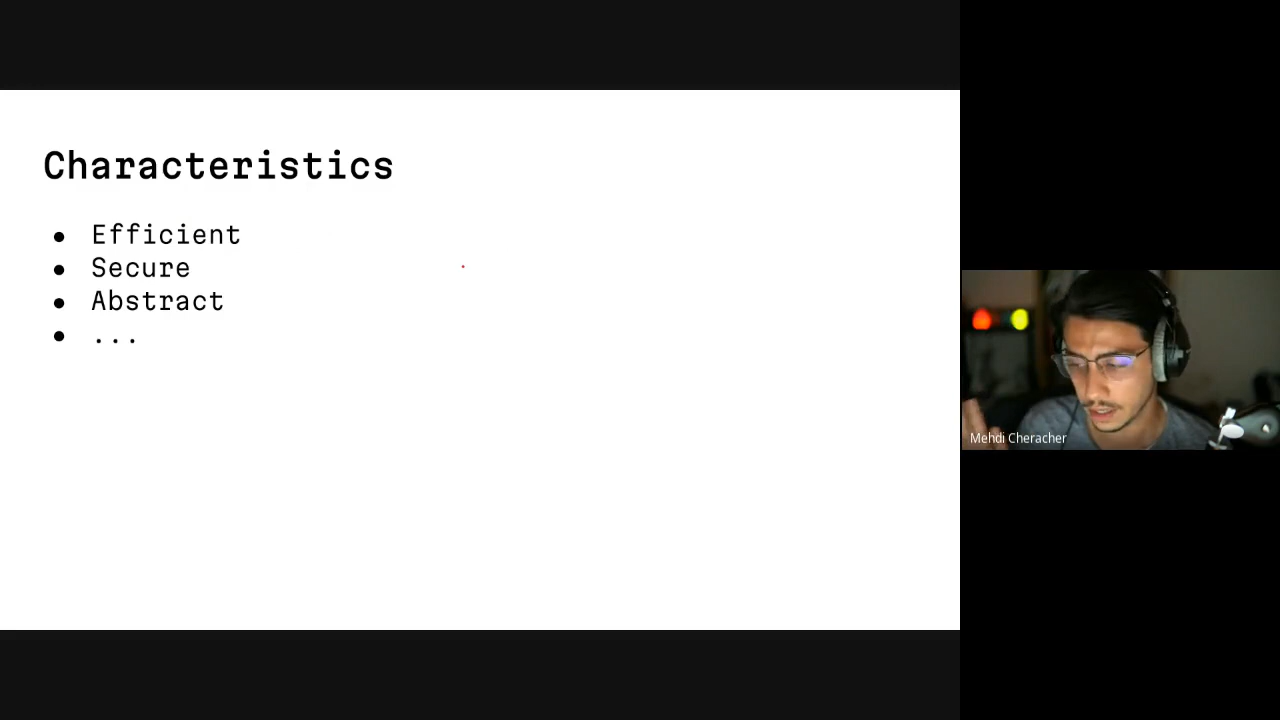 Characteristics
● Efficient
● Secure
● Abstract
● ...
Mehdi Cheracher